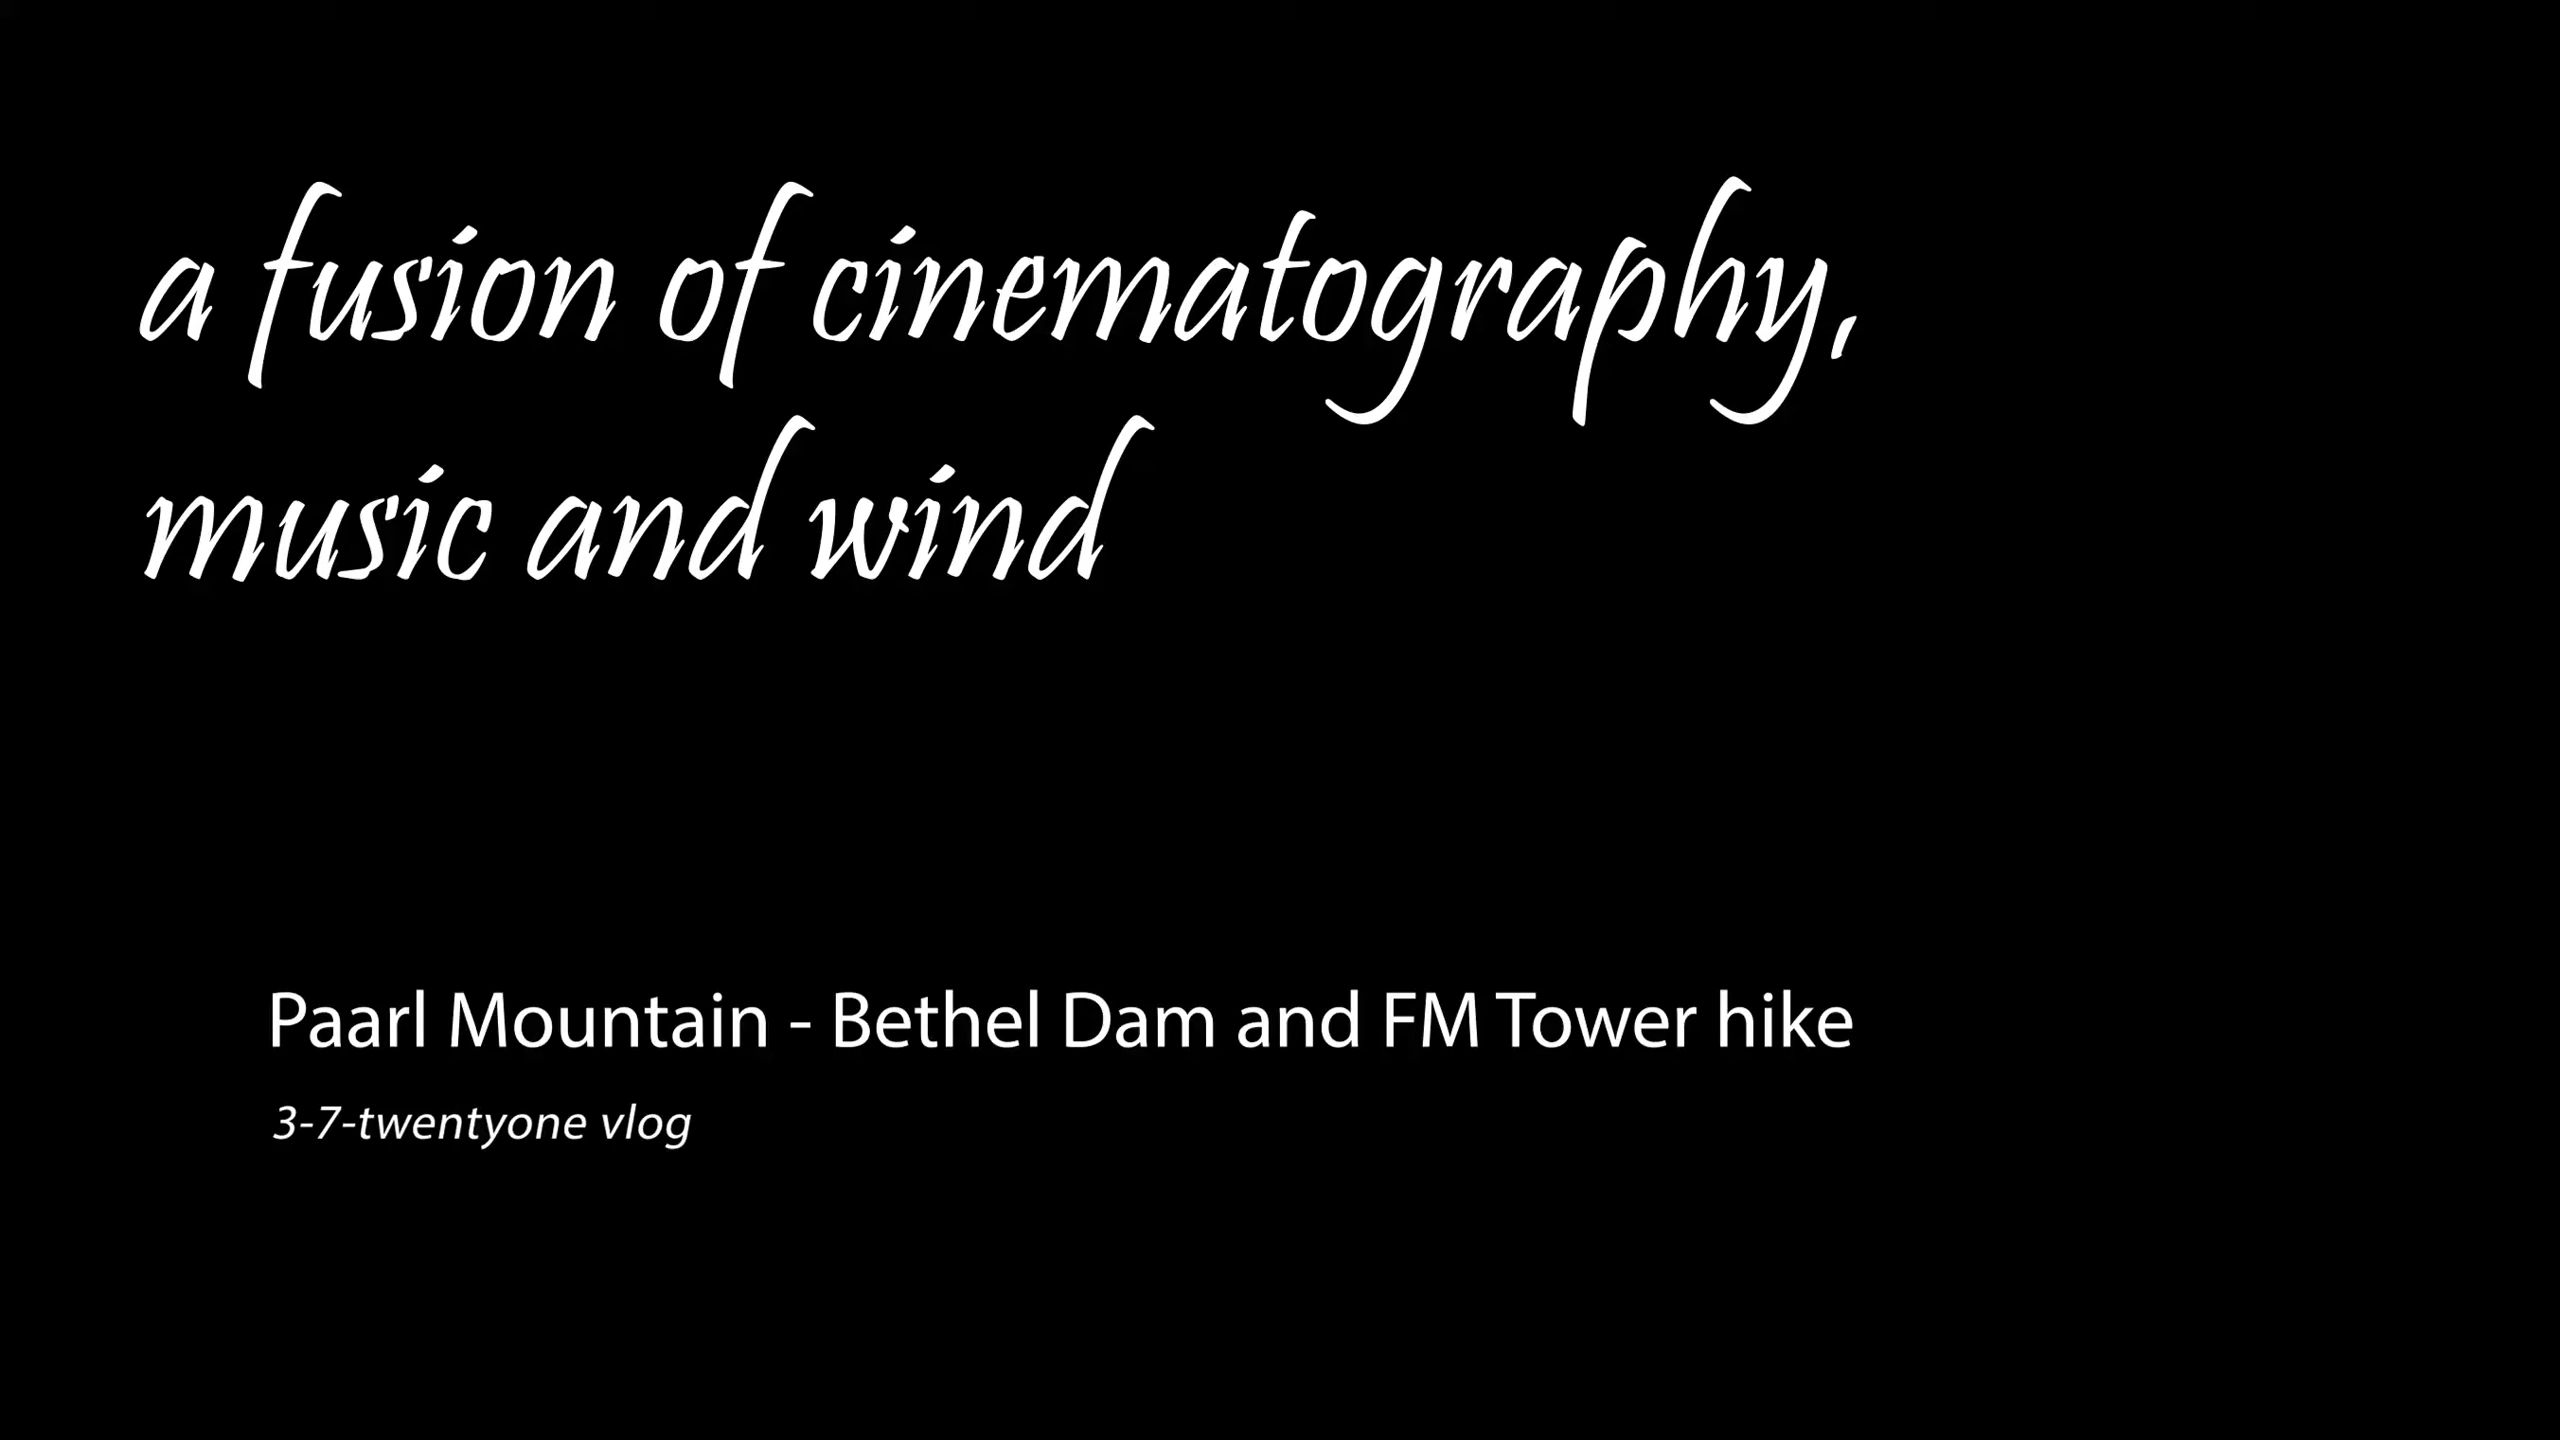 a fusion of cinematography,
music and wind
Paarl Mountain - Bethel Dam and FM Tower hike
3-7-twentyone vlog